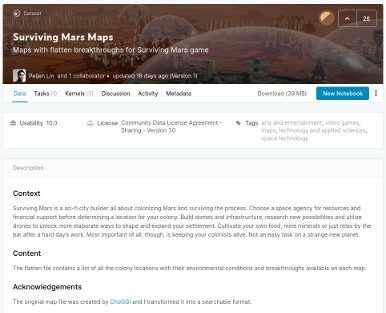 Dataset
28
Surviving Mars Maps
Maps with flatten breakthroughs for Surviving Mars game
Peijen Lin and 1 collaborator • updated 16 days ago (Version 1)
Data Tasks (1) Kernels (3) Discussion Activity Metadata Download (39 MB) New Notebook
Usability 10.0 License Community Data License Agreement - Tags arts and entertainment, video games,
Sharing - Version 1.0 maps, technology and applied sciences,
space technology
Description
Context
Surviving Mars is a sci-fi city builder all about colonizing Mars and surviving the process. Choose a space agency for resources and
financial support before determining a location for your colony. Build domes and infrastructure, research new possibilities and utilize
drones to unlock more elaborate ways to shape and expand your settlement. Cultivate your own food, mine minerals or just relax by the
bar after a hard day's work. Most important of all, though, is keeping your colonists alive. Not an easy task on a strange new planet.
Content
The flatten file contains a list of all the colony locations with their environmental conditions and breakthroughs available on each map.
Acknowledgements
The original map file was created by ChoGGi and I transformed it into a searchable format.